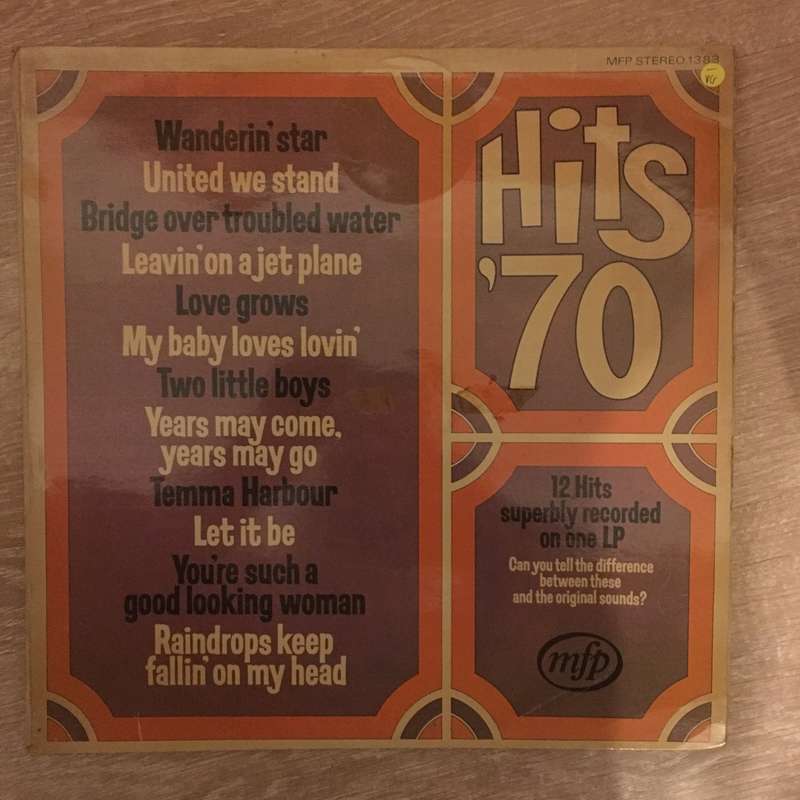 MFP STEREO 1383
VG
Wanderin' star
United we stand
Bridge over troubled water
Leavin' on a jet plane
Love grows
My baby loves lovin'
Two little boys
Years may come,
years may go
Temma Harbour
Let it be
You're such a
good looking woman
Raindrops keep
fallin' on my head
Hits
'70
12 Hits
superbly recorded
on one LP
Can you tell the difference
between these
and the original sounds?
mfp